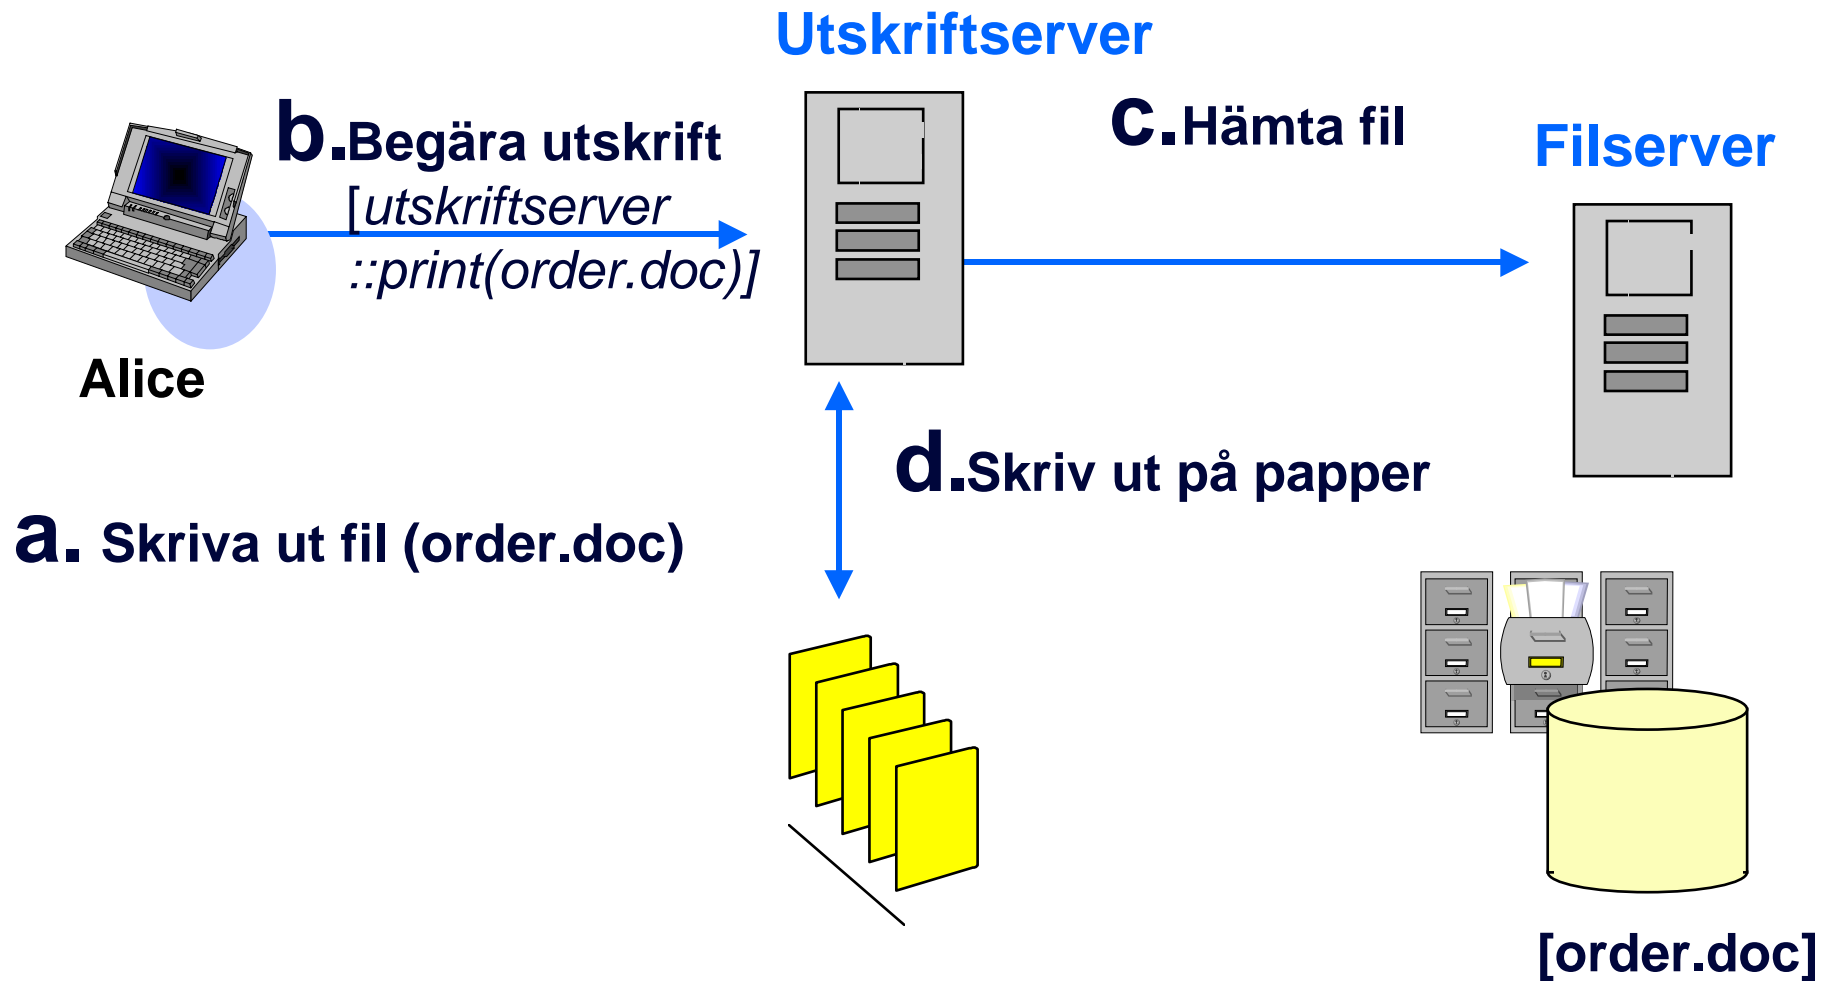 Utskriftserver
b.Begära utskrift
[utskriftserver
::print(order.doc)]
c.Hämta fil
Filserver
Alice
d.Skriv ut på papper
a. Skriva ut fil (order.doc)
[order.doc]